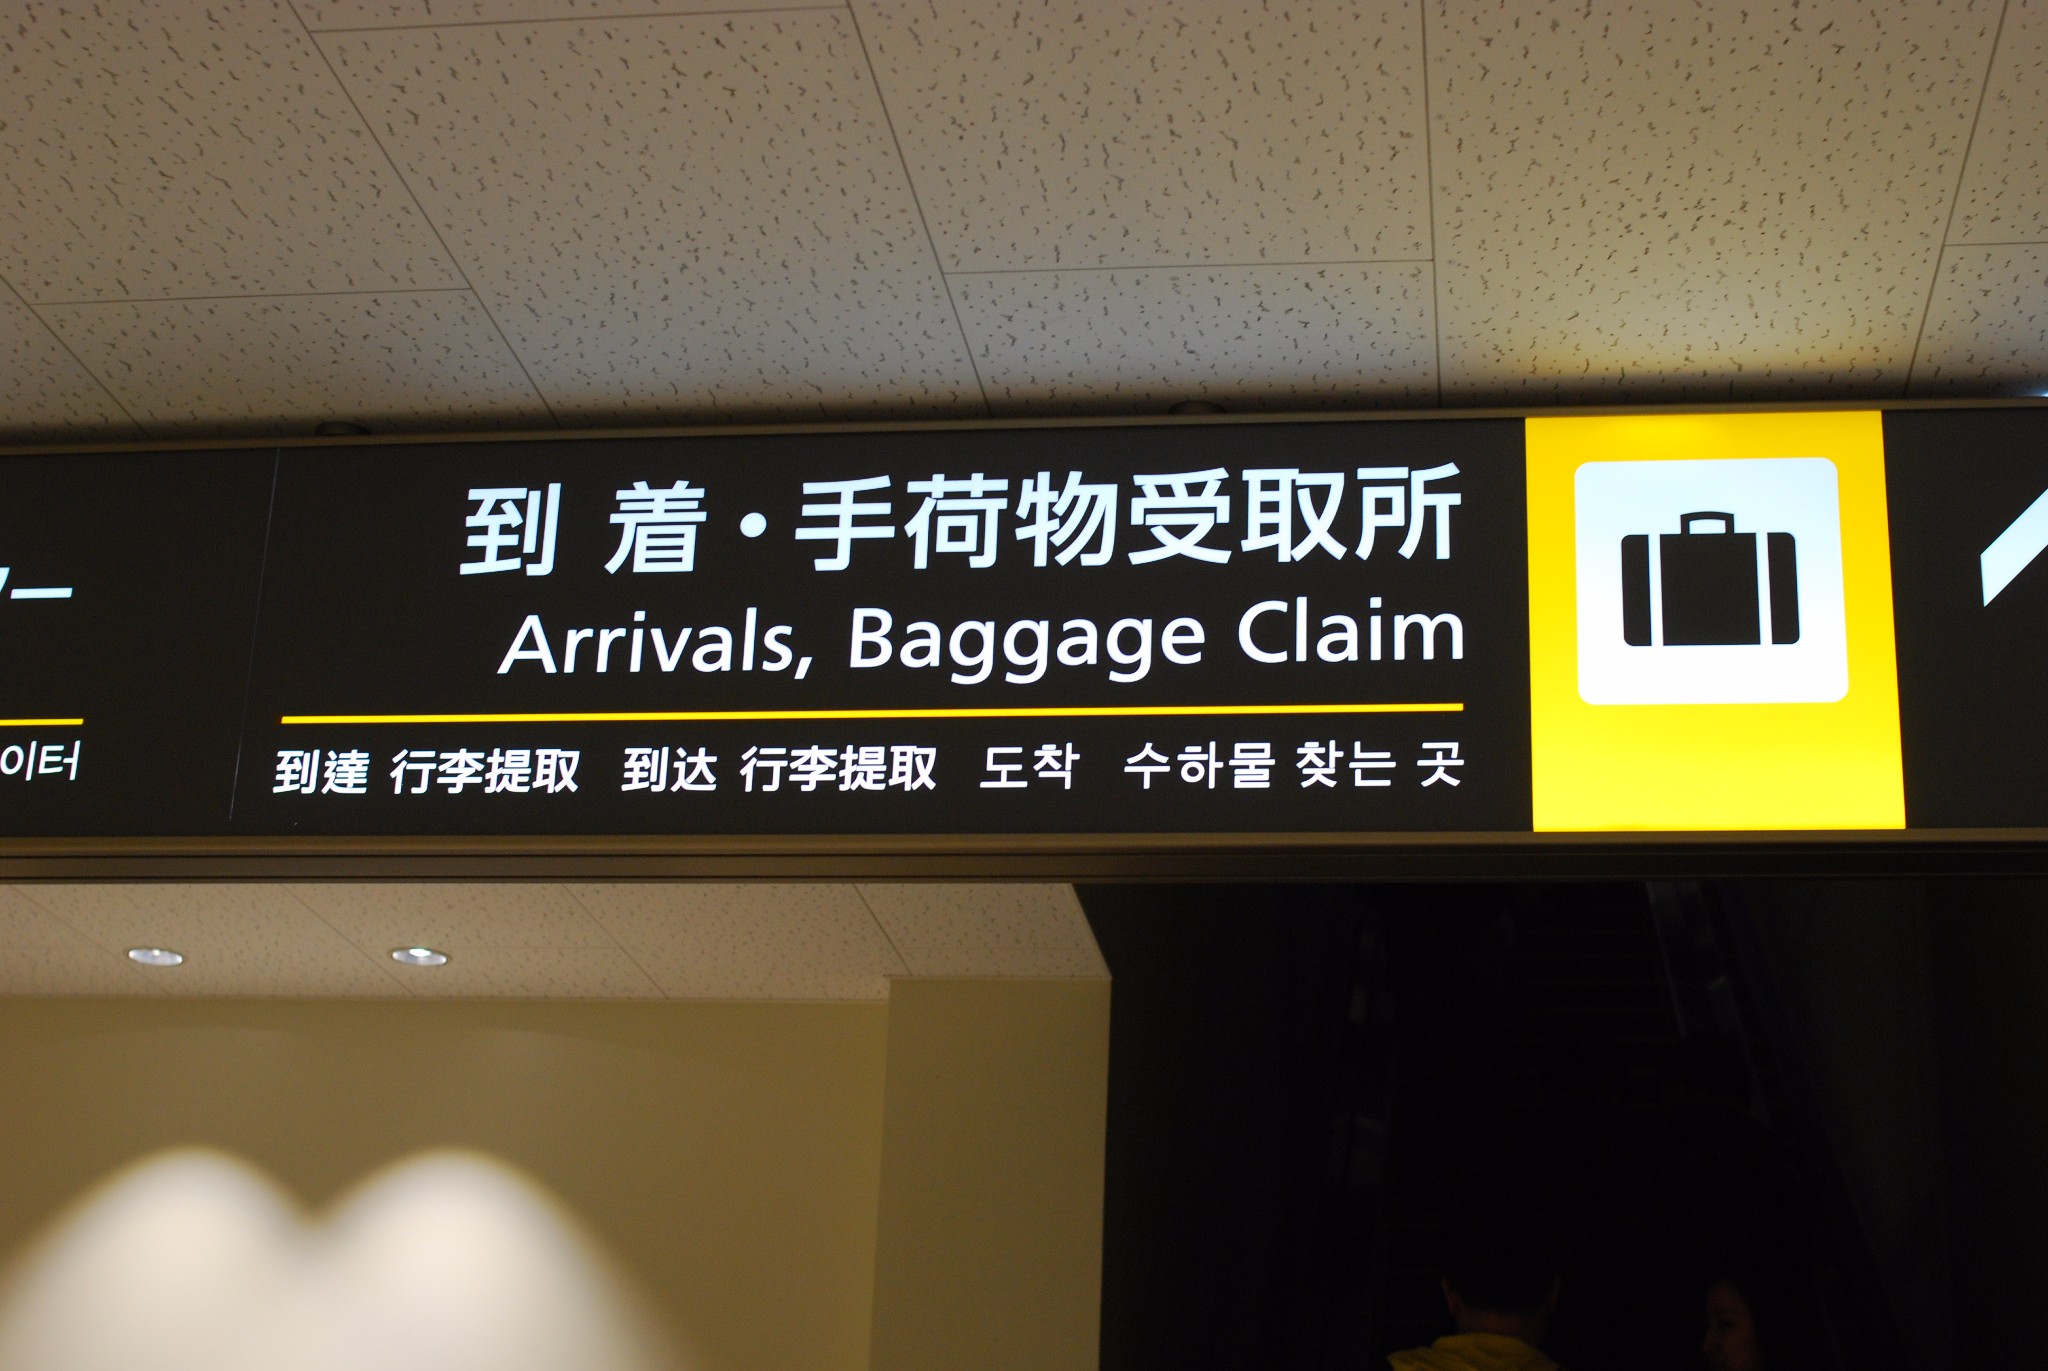 到 着・手荷物受取所
Arrivals, Baggage Claim
到達 行李提取 到达 行李提取 도착 수하물 찾는 곳